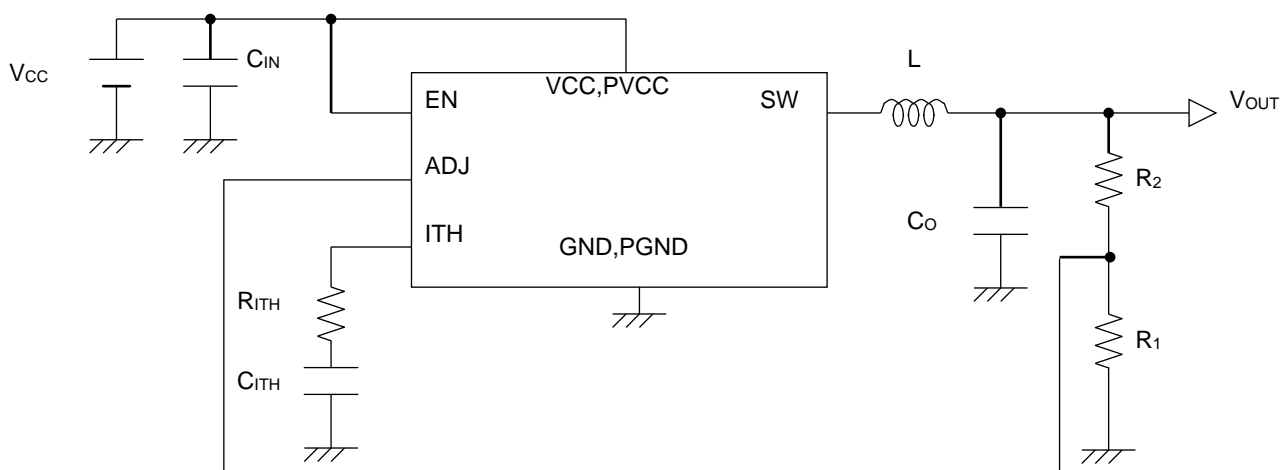 VCC
CIN
EN
VCC,PVCC
SW
L
VOUT
ADJ
ITH
GND,PGND
CO
R2
RITH
CITH
R1